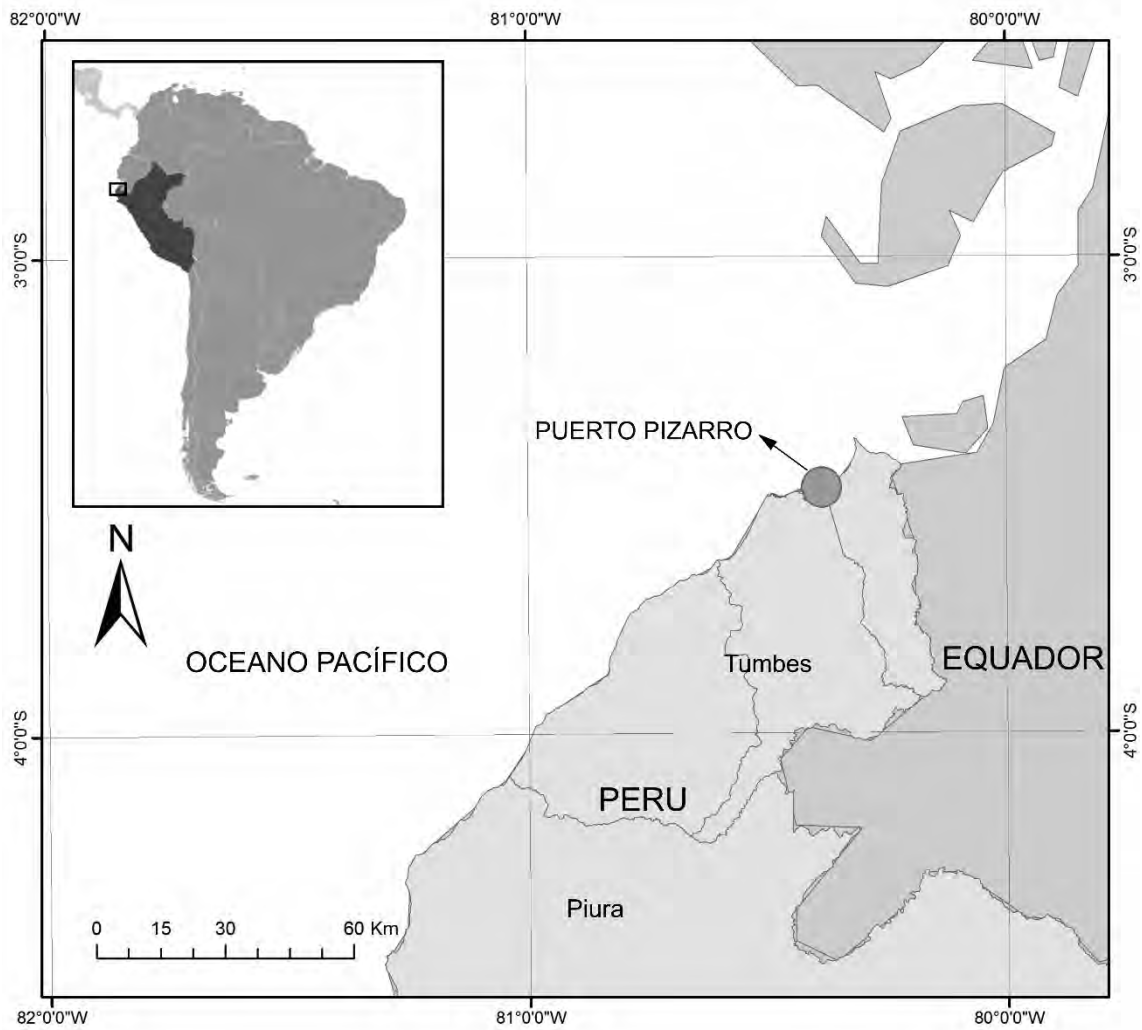 82°0'0"W
81°0'0"W
80°0'0"W
3°0'0"S
3°0'0"S
PUERTO PIZARRO
N
OCEANO PACÍFICO
Tumbes
EQUADOR
4°0'0"S
4°0'0"S
PERU
Piura
0 15 30 60 Km
82°0'0"W
81°0'0"W
80°0'0"W